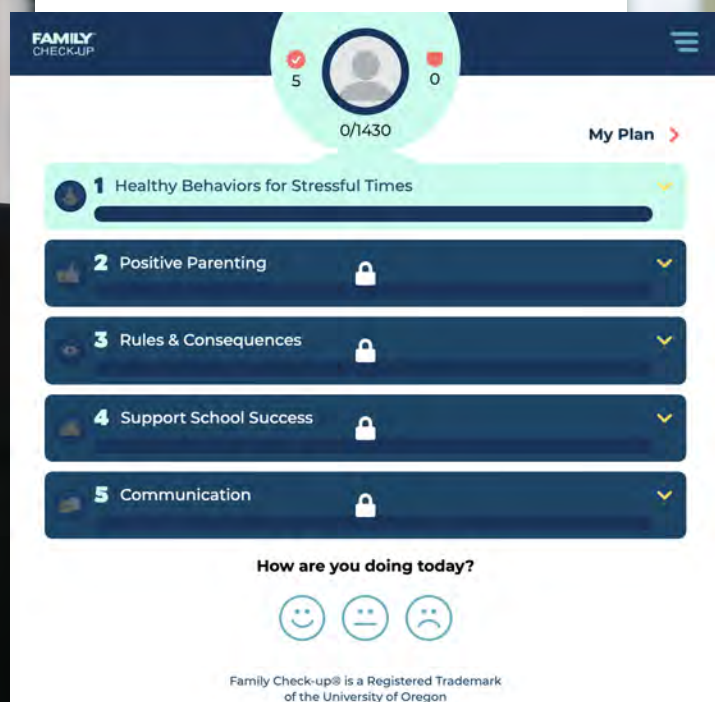 FAMILY
CHECK-UP
5
0
0/1430
My Plan
1 Healthy Behaviors for Stressful Times
2 Positive Parenting
3 Rules & Consequences
4 Support School Success
5 Communication
How are you doing today?
Family Check-up® is a Registered Trademark
of the University of Oregon